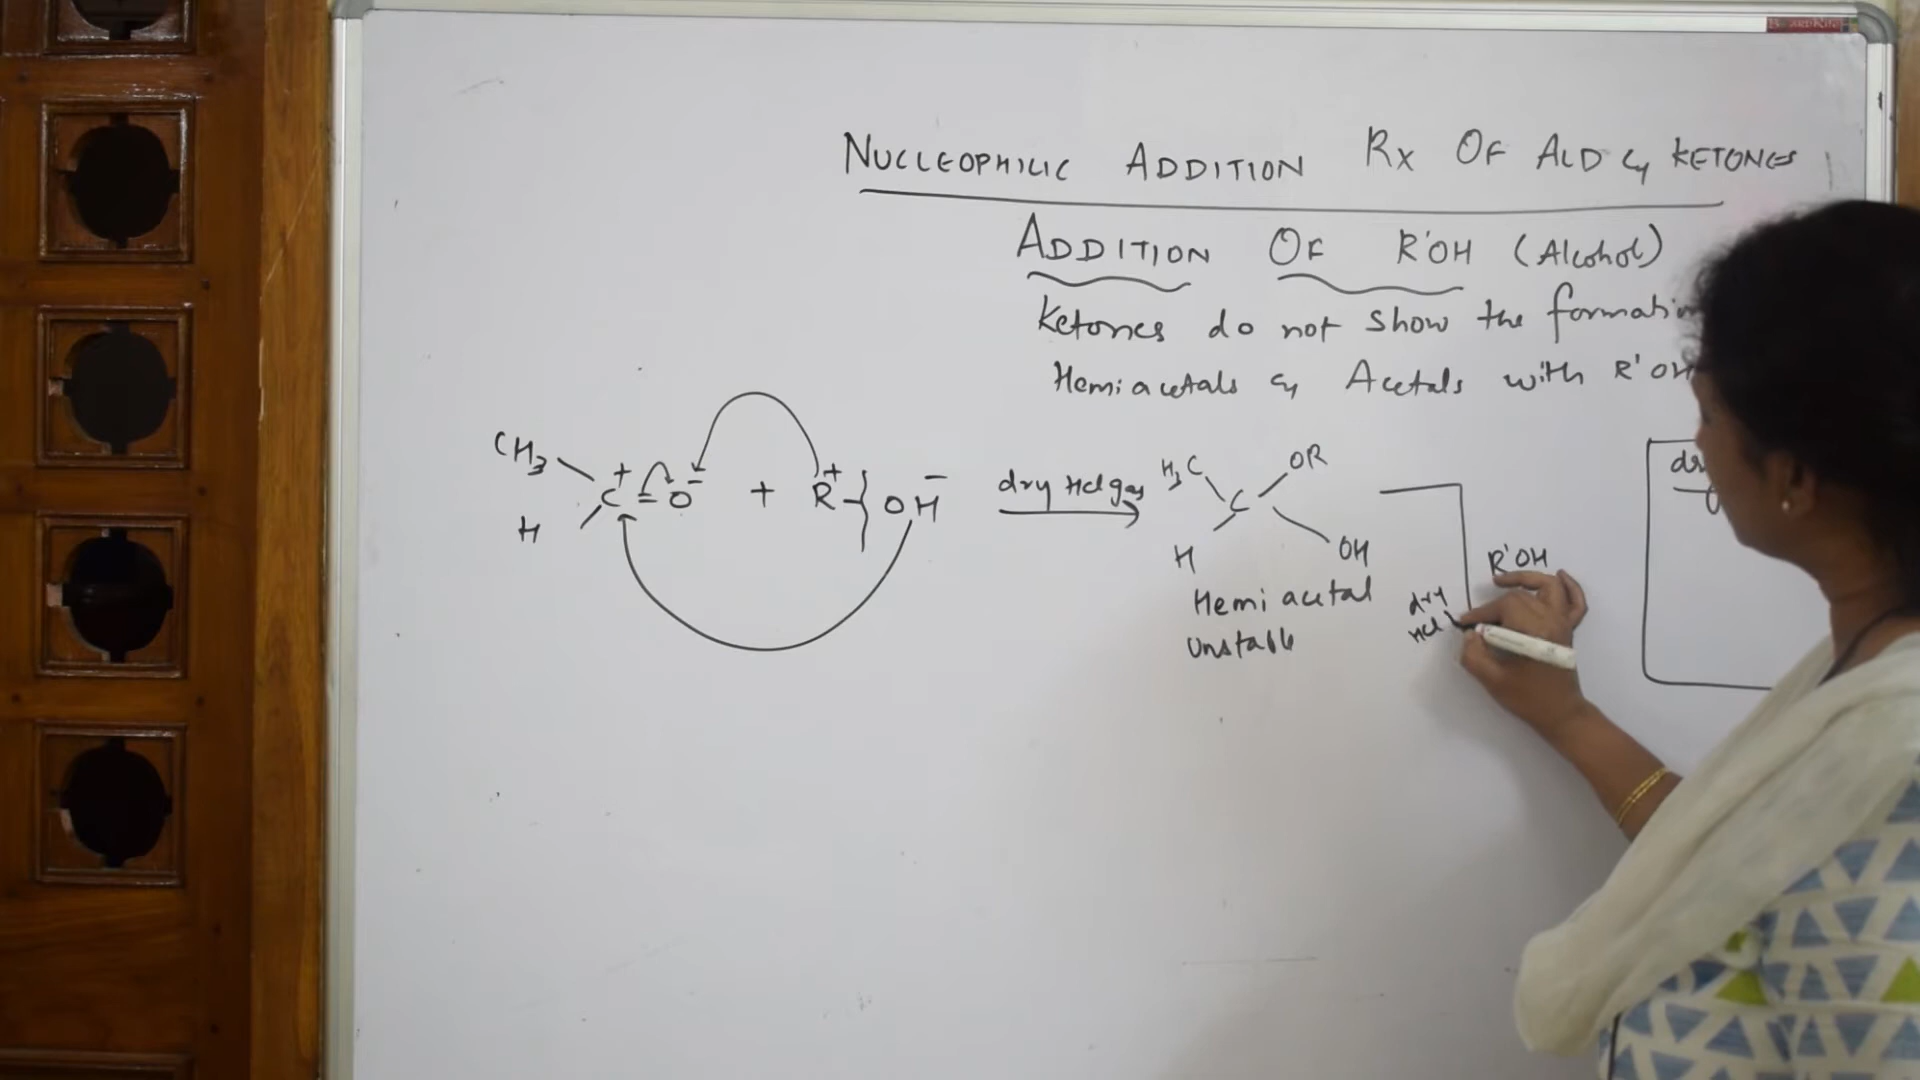 NUCLEOPHILIC ADDITION Rx OF ALD & KETONES
ADDITION OF R'OH (Alcohol)
Ketones do not show the formation
Hemiacetals & Acetals with R'OH
CH3 C+ = O- + R+ OH- dry HCl gas H3C C OR
H H OH
R'OH
Hemi acetal dry
Unstable HCl